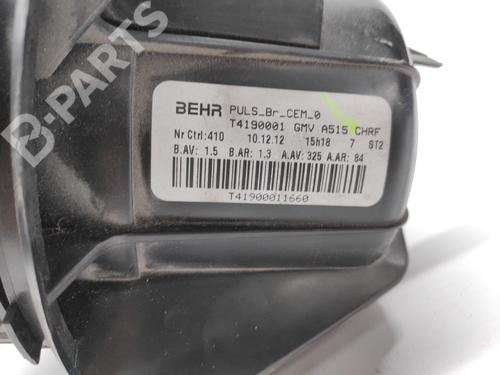 B-PARTS
BEHR PULS_Br_CEM_0
T4190001 GMV A515 CHRF
Nr Ctrl:410 10.12.12 15h18 7 ST2
B.AV: 1.5 B.AR: 1.3 A.AV: 325 A.AR: 84
T41900011660